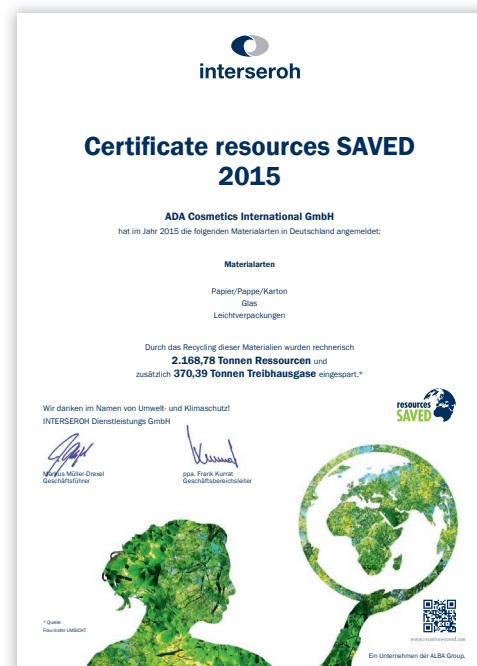 interseroh
Certificate resources SAVED
2015
ADA Cosmetics International GmbH
hat im Jahr 2015 die folgenden Materialarten in Deutschland angemeldet:
Materialarten
Papier/Pappe/Karton
Glas
Leichtverpackungen
Durch das Recycling dieser Materialien wurden rechnerisch
2.168,78 Tonnen Ressourcen und
zusätzlich 370,39 Tonnen Treibhausgase eingespart.*
resources
SAVED
Wir danken im Namen von Umwelt- und Klimaschutz!
INTERSEROH Dienstleistungs GmbH
Markus Müller-Drexel
Geschäftsführer
ppa. Frank Kurrat
Geschäftsbereichsleiter
* Quelle:
Fraunhofer UMSICHT
www.resources-saved.com
Ein Unternehmen der ALBA Group.